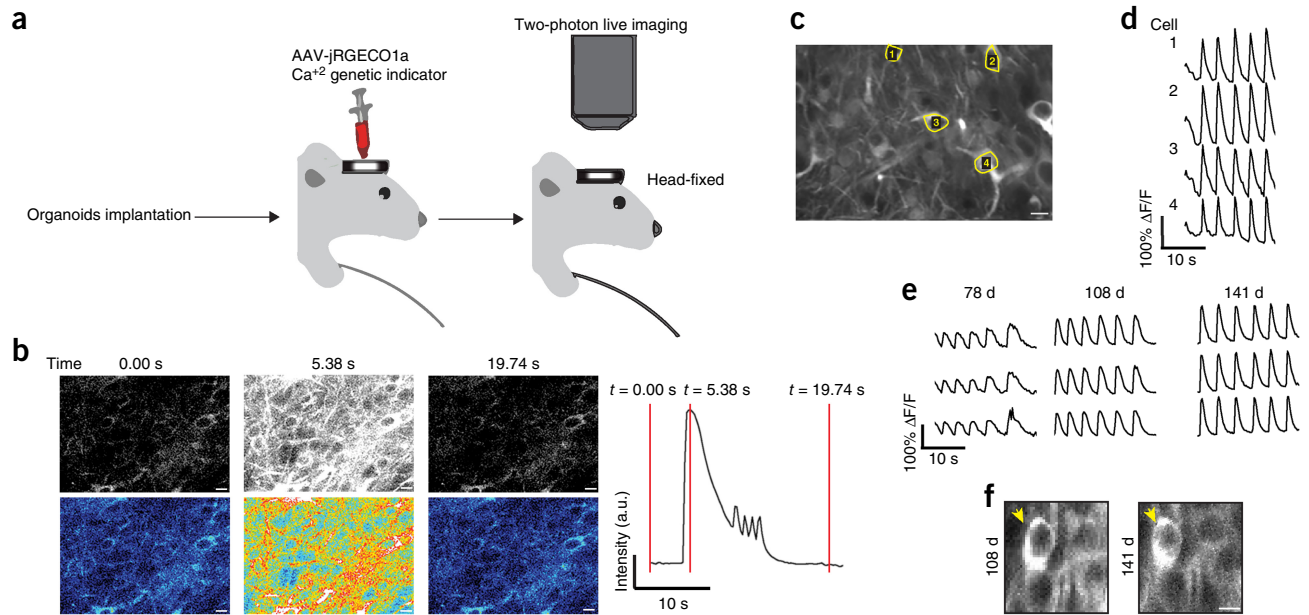 a
AAV-jRGECO1a
Ca+2 genetic indicator
Two-photon live imaging
Organoids implantation
Head-fixed
b
Time 0.00 s 5.38 s 19.74 s
t = 0.00 s t = 5.38 s t = 19.74 s
Intensity (a.u.)
10 s
c
1
2
3
4
d
Cell
1
2
3
4
100% ΔF/F
10 s
e
78 d 108 d 141 d
100% ΔF/F
10 s
f
108 d
141 d